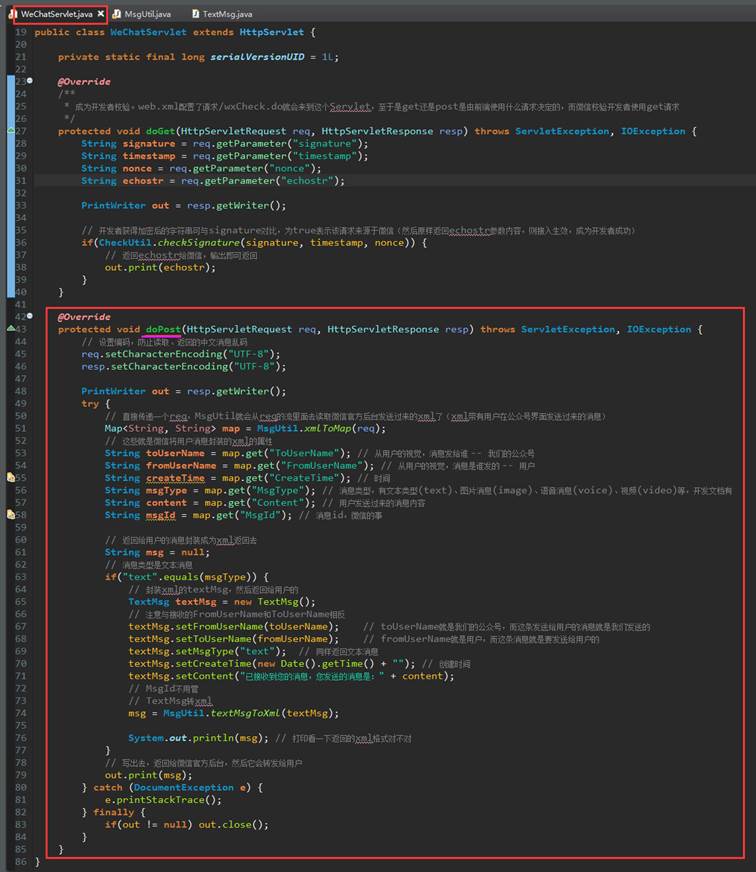 WeChatServlet.java MsgUtil.java TextMsg.java
19 public class WeChatServlet extends HttpServlet {
20
21     private static final long serialVersionUID = 1L;
22
23     @Override
24     /**
25      * 成为开发者校验。web.xml配置了请求/wxCheck.do就会来到这个Servlet，至于是get还是post是由前端使用什么请求决定的，而微信校验开发者使用get请求
26      */
27     protected void doGet(HttpServletRequest req, HttpServletResponse resp) throws ServletException, IOException {
28         String signature = req.getParameter("signature");
29         String timestamp = req.getParameter("timestamp");
30         String nonce = req.getParameter("nonce");
31         String echostr = req.getParameter("echostr");
32
33         PrintWriter out = resp.getWriter();
34
35         // 开发者获得加密后的字符串可与signature对比，为true表示该请求来源于微信（然后原样返回echostr参数内容，则接入生效，成为开发者成功）
36         if(CheckUtil.checkSignature(signature, timestamp, nonce)) {
37             // 返回echostr给微信，输出即可返回
38             out.print(echostr);
39         }
40     }
41
42     @Override
43     protected void doPost(HttpServletRequest req, HttpServletResponse resp) throws ServletException, IOException {
44         // 设置编码，防止读取、返回的中文消息乱码
45         req.setCharacterEncoding("UTF-8");
46         resp.setCharacterEncoding("UTF-8");
47
48         PrintWriter out = resp.getWriter();
49         try {
50             // 直接传递一个req，MsgUtil就会从req的流里面去读取微信官方后台发送过来的xml了（xml带有用户在公众号界面发送过来的消息）
51             Map<String, String> map = MsgUtil.xmlToMap(req);
52             // 这些就是微信将用户消息封装的xml的属性
53             String toUserName = map.get("ToUserName"); // 从用户的视觉，消息发给谁 -- 我们的公众号
54             String fromUserName = map.get("FromUserName"); // 从用户的视觉，消息是谁发的 -- 用户
55             String createTime = map.get("CreateTime"); // 时间
56             String msgType = map.get("MsgType"); // 消息类型，有文本类型(text)、图片消息(image)、语音消息(voice)、视频(video)等，开发文档有
57             String content = map.get("Content"); // 用户发送过来的消息内容
58             String msgId = map.get("MsgId"); // 消息id，微信的事
59
60             // 返回给用户的消息封装成为xml返回去
61             String msg = null;
62             // 消息类型是文本消息
63             if("text".equals(msgType)) {
64                 // 封装xml的textMsg，然后返回给用户的
65                 TextMsg textMsg = new TextMsg();
66                 // 注意与接收的FromUserName和ToUserName相反
67                 textMsg.setFromUserName(toUserName);     // toUserName就是我们的公众号，而这条发送给用户的消息就是我们发送的
68                 textMsg.setToUserName(fromUserName);     // fromUserName就是用户，而这条消息就是要发送给用户的
69                 textMsg.setMsgType("text");  // 同样返回文本消息
70                 textMsg.setCreateTime(new Date().getTime() + ""); // 创建时间
71                 textMsg.setContent("已接收到您的消息，您发送的消息是：" + content);
72                 // MsgId不用管
73                 // TextMsg转xml
74                 msg = MsgUtil.textMsgToXml(textMsg);
75
76                 System.out.println(msg); // 打印看一下返回的xml格式对不对
77             }
78             // 写出去，返回给微信官方后台，然后它会转发给用户
79             out.print(msg);
80         } catch (DocumentException e) {
81             e.printStackTrace();
82         } finally {
83             if(out != null) out.close();
84         }
85     }
86 }